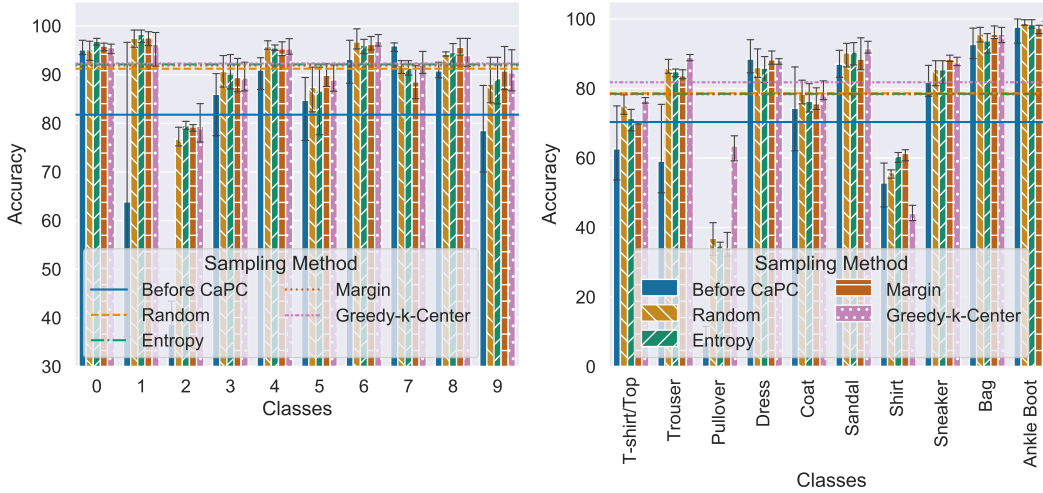 100
90
80
70
60
50
40
30
Accuracy
Sampling Method
Before CaPC
Random
Entropy
Margin
Greedy-k-Center
0 1 2 3 4 5 6 7 8 9
Classes
100
80
60
40
20
0
Accuracy
Sampling Method
Before CaPC
Random
Entropy
Margin
Greedy-k-Center
T-shirt/Top
Trouser
Pullover
Dress
Coat
Sandal
Shirt
Sneaker
Bag
Ankle Boot
Classes